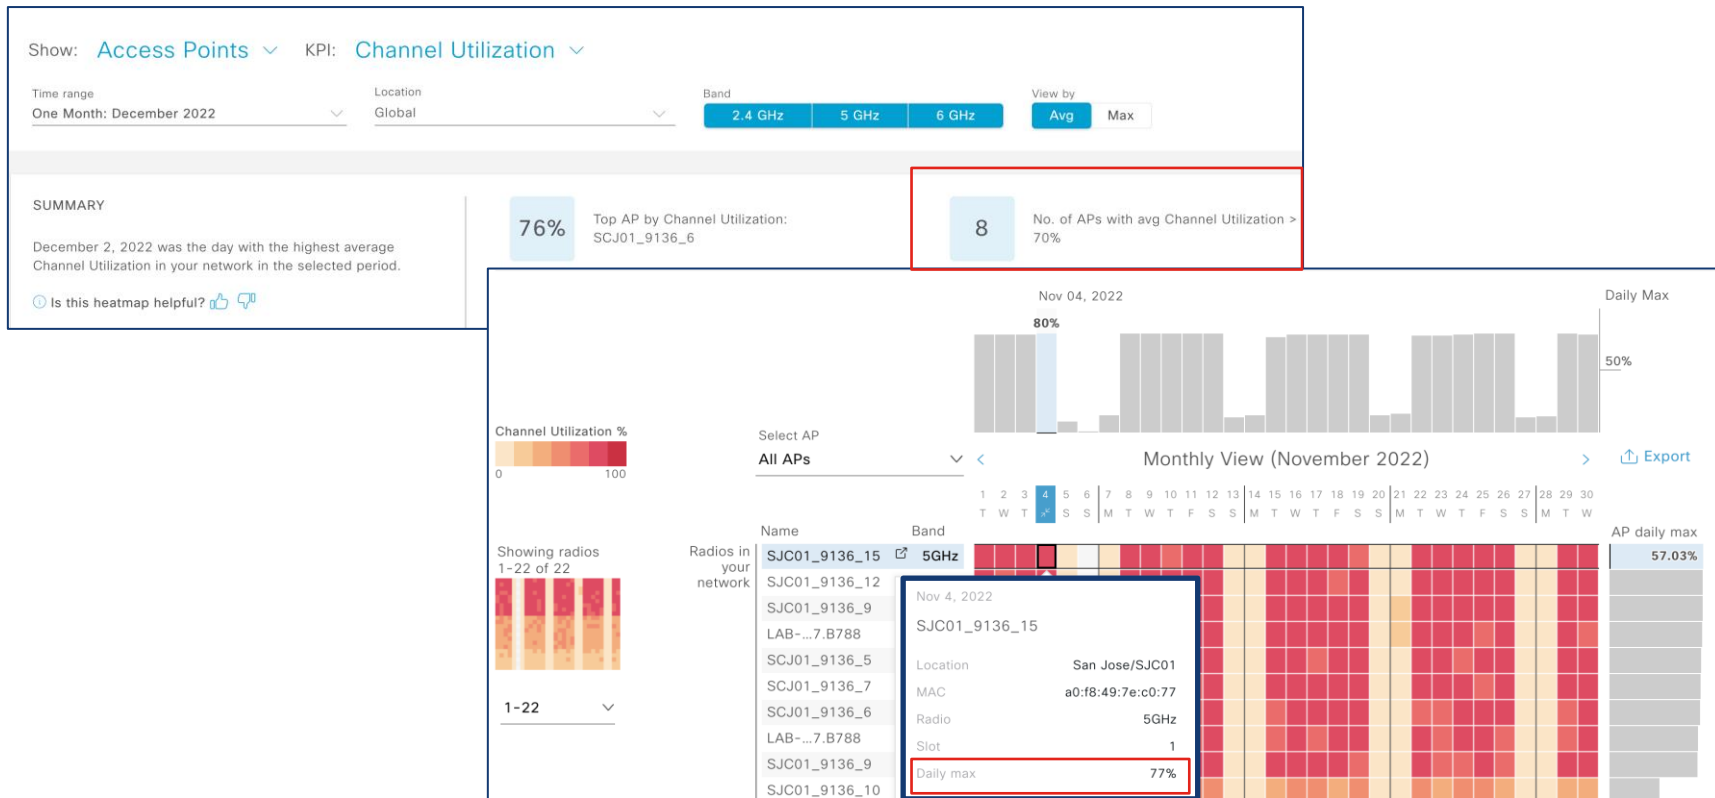 Show: Access Points KPI: Channel Utilization
Time range Location Band View by
One Month: December 2022 Global 2.4 GHz 5 GHz 6 GHz Avg Max
SUMMARY
December 2, 2022 was the day with the highest average
Channel Utilization in your network in the selected period.
Is this heatmap helpful?
76%
Top AP by Channel Utilization:
SCJ01_9136_6
8
No. of APs with avg Channel Utilization >
70%
Nov 04, 2022 Daily Max
80%
50%
Channel Utilization %
0 100
Select AP
All APs
Monthly View (November 2022)
Export
1 2 3 4 5 6 7 8 9 10 11 12 13 14 15 16 17 18 19 20 21 22 23 24 25 26 27 28 29 30
T W T S S M T W T F S S M T W T F S S M T W T F S S M T W
Name Band AP daily max
Showing radios
1-22 of 22
1-22
Radios in
your
network
SJC01_9136_15 5GHz 57.03%
SJC01_9136_12
SJC01_9136_9
LAB-...7.B788
SCJ01_9136_5
SCJ01_9136_7
SCJ01_9136_6
LAB-...7.B788
SJC01_9136_9
SJC01_9136_10
Nov 4, 2022
SJC01_9136_15
Location San Jose/SJC01
MAC a0:f8:49:7e:c0:77
Radio 5GHz
Slot 1
Daily max 77%